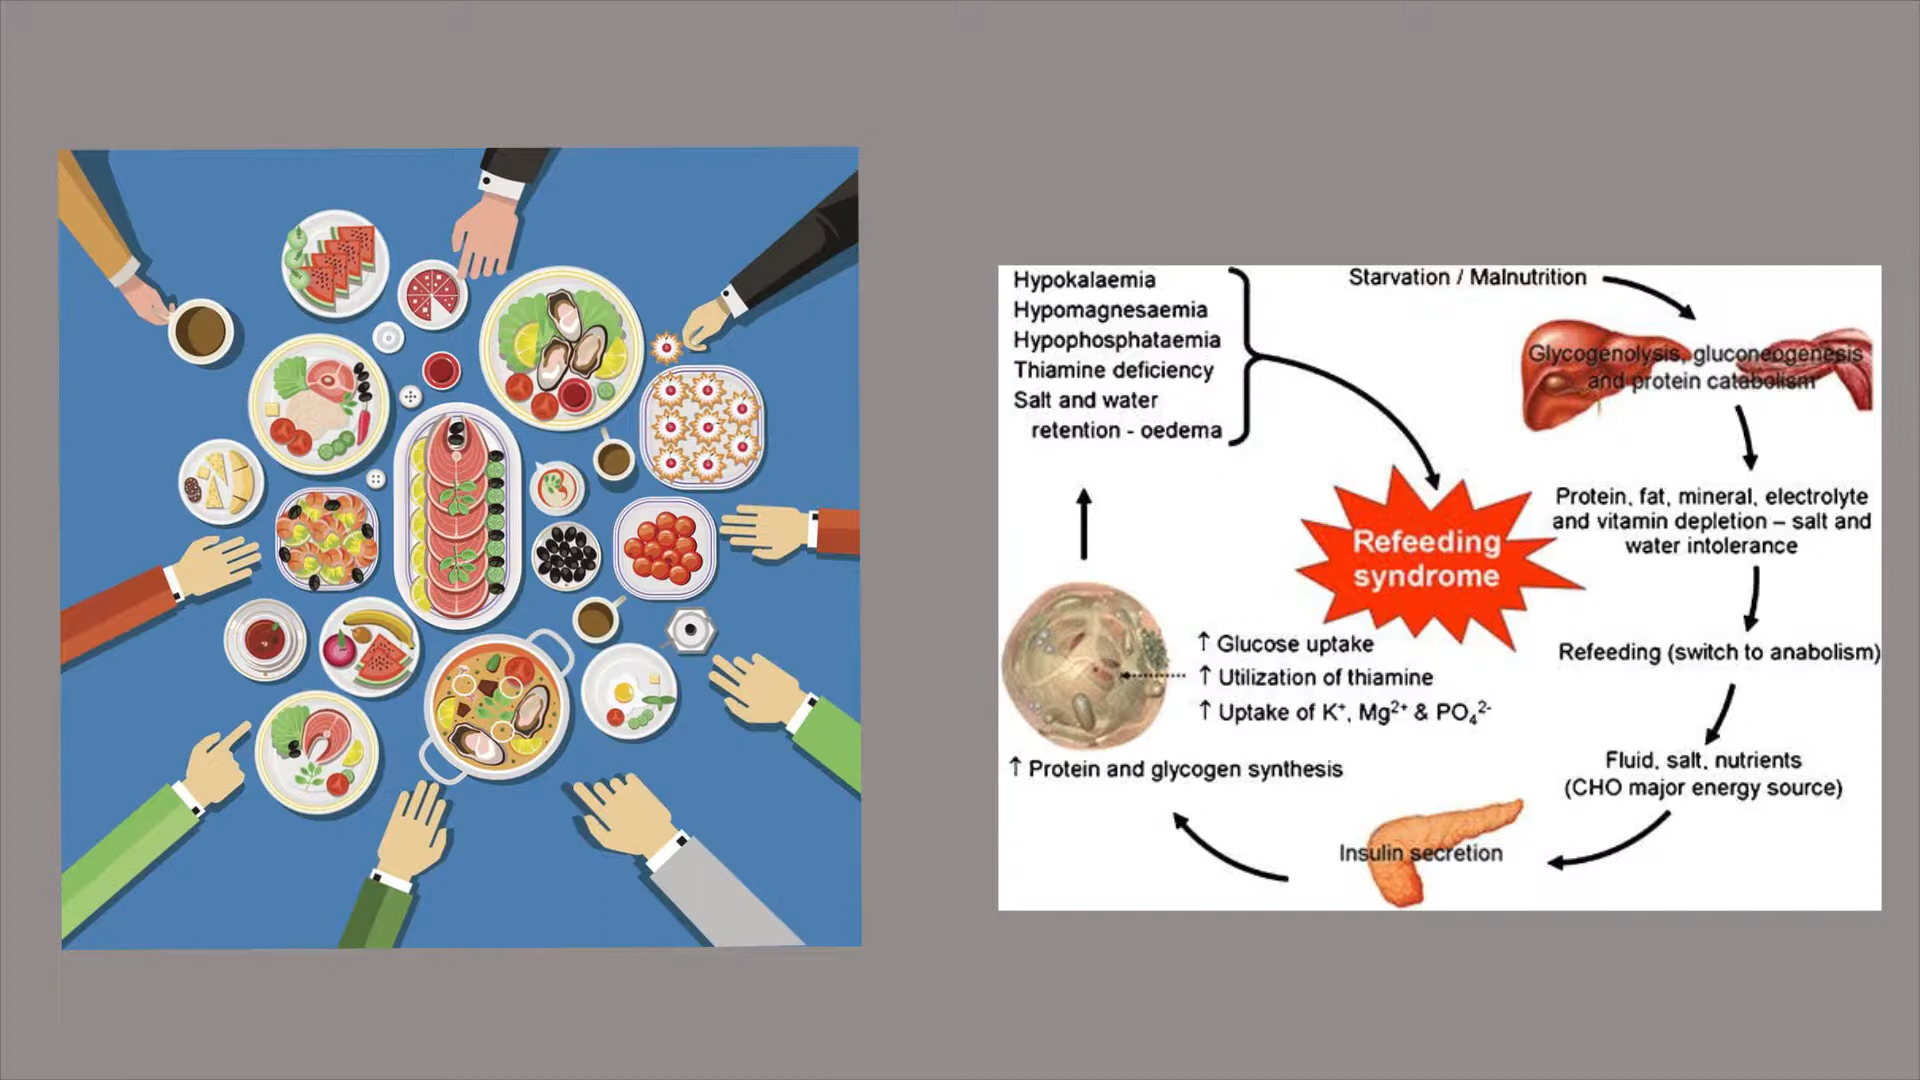 Hypokalaemia
Hypomagnesaemia
Hypophosphataemia
Thiamine deficiency
Salt and water
retention - oedema
Starvation / Malnutrition
Glycogenolysis, gluconeogenesis
and protein catabolism
Protein, fat, mineral, electrolyte
and vitamin depletion – salt and
water intolerance
Refeeding
syndrome
Refeeding (switch to anabolism)
↑ Glucose uptake
↑ Utilization of thiamine
↑ Uptake of K⁺, Mg²⁺ & PO₄²⁻
Fluid, salt, nutrients
(CHO major energy source)
↑ Protein and glycogen synthesis
Insulin secretion